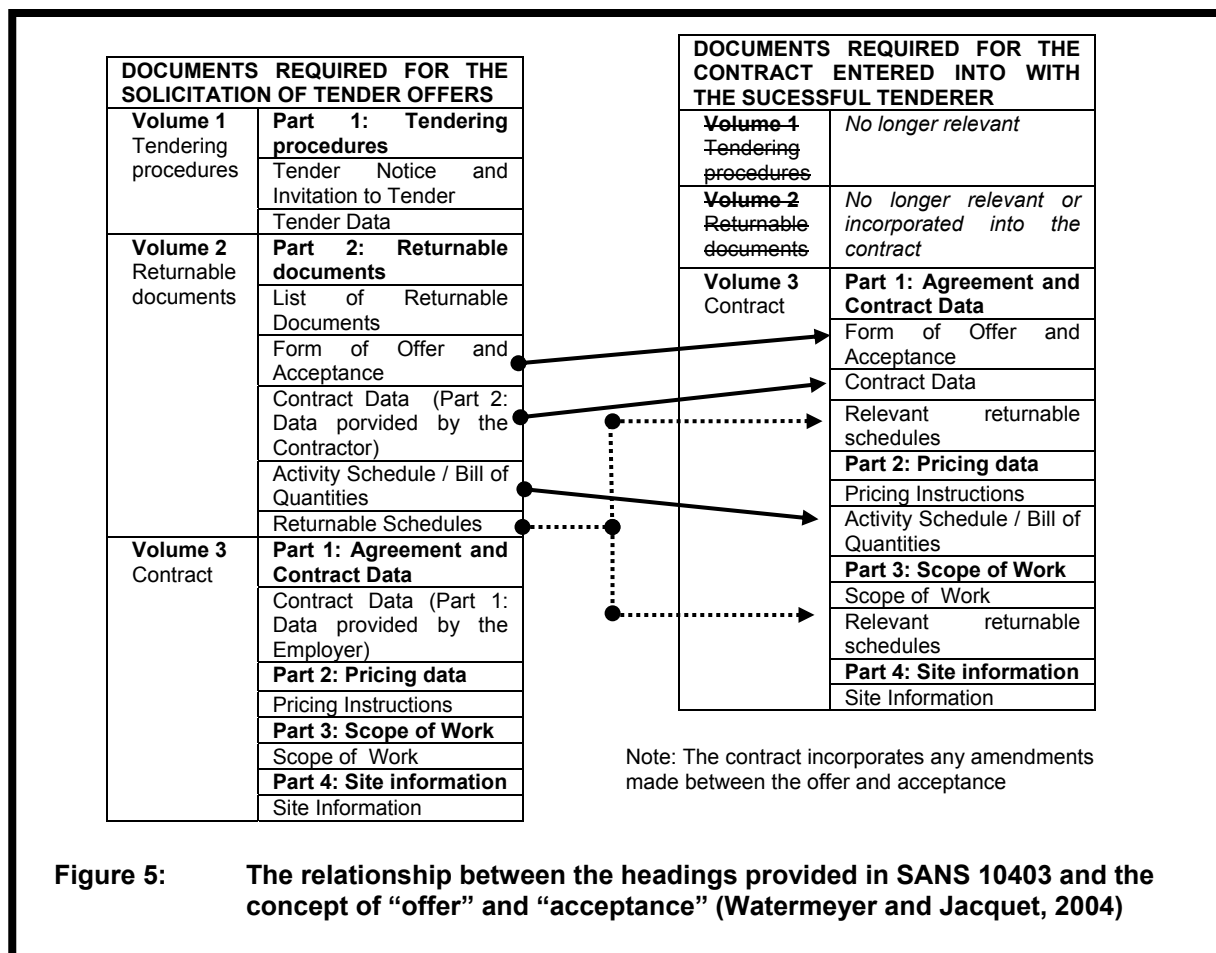 DOCUMENTS REQUIRED FOR THE
SOLICITATION OF TENDER OFFERS
Volume 1
Tendering
procedures
Part 1: Tendering
procedures
Tender Notice and
Invitation to Tender
Tender Data
Volume 2
Returnable
documents
Part 2: Returnable
documents
List of Returnable
Documents
Form of Offer and
Acceptance
Contract Data (Part 2:
Data porvided by the
Contractor)
Activity Schedule / Bill of
Quantities
Returnable Schedules
Volume 3
Contract
Part 1: Agreement and
Contract Data
Contract Data (Part 1:
Data provided by the
Employer)
Part 2: Pricing data
Pricing Instructions
Part 3: Scope of Work
Scope of Work
Part 4: Site information
Site Information
DOCUMENTS REQUIRED FOR THE
CONTRACT ENTERED INTO WITH
THE SUCESSFUL TENDERER
Volume 1
Tendering
procedures
No longer relevant
Volume 2
Returnable
documents
No longer relevant or
incorporated into the
contract
Volume 3
Contract
Part 1: Agreement and
Contract Data
Form of Offer and
Acceptance
Contract Data
Relevant returnable
schedules
Part 2: Pricing data
Pricing Instructions
Activity Schedule / Bill of
Quantities
Part 3: Scope of Work
Scope of Work
Relevant returnable
schedules
Part 4: Site information
Site Information
Note: The contract incorporates any amendments
made between the offer and acceptance
Figure 5: The relationship between the headings provided in SANS 10403 and the
concept of “offer” and “acceptance” (Watermeyer and Jacquet, 2004)